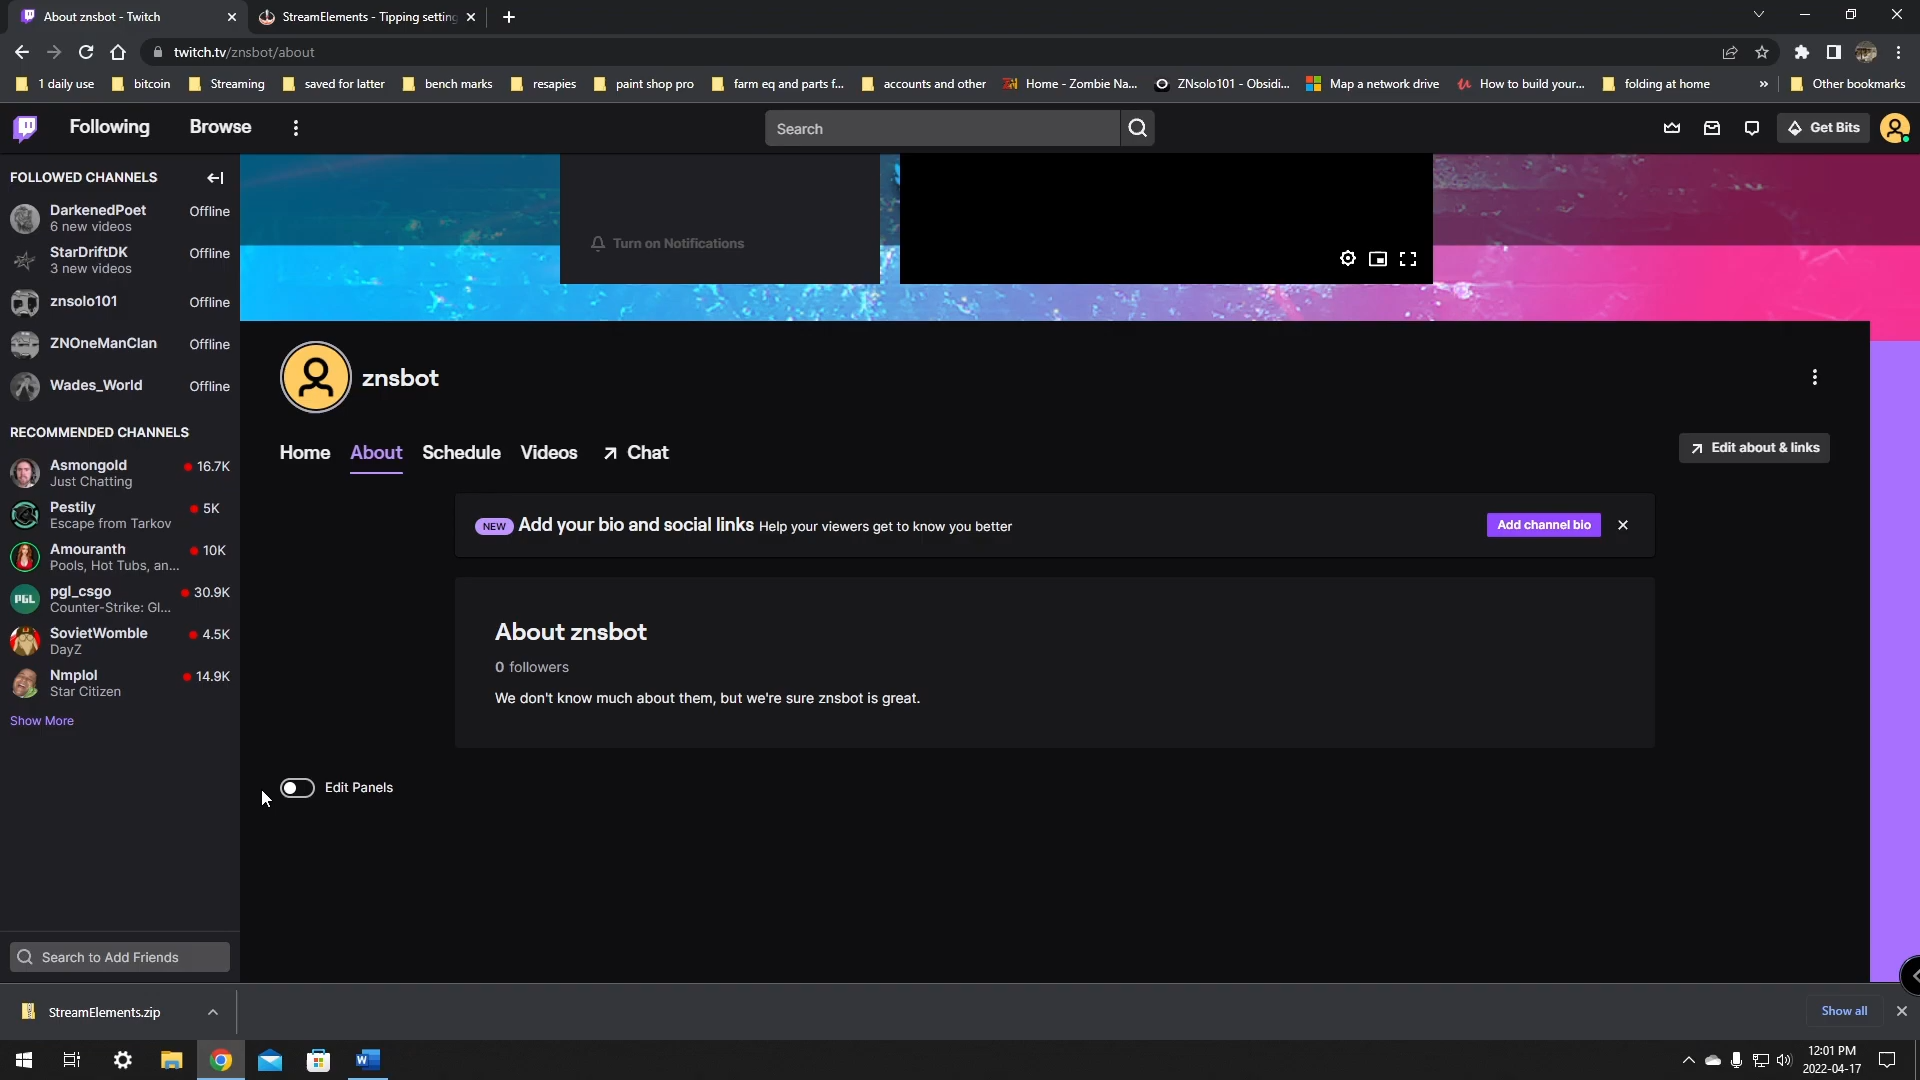 About znsbot - Twitch
StreamElements - Tipping setting
twitch.tv/znsbot/about
1 daily use
bitcoin
Streaming
saved for latter
bench marks
resapies
paint shop pro
farm eq and parts f...
accounts and other
Home - Zombie Na...
ZNsolo101 - Obsidi...
Map a network drive
How to build your...
folding at home
»
Other bookmarks
Following
Browse
Search
Get Bits
FOLLOWED CHANNELS
DarkenedPoet Offline
6 new videos
StarDriftDK Offline
3 new videos
znsolo101 Offline
ZNOneManClan Offline
Wades_World Offline
RECOMMENDED CHANNELS
Asmongold 16.7K
Just Chatting
Pestily 5K
Escape from Tarkov
Amouranth 10K
Pools, Hot Tubs, an...
PGL
pgl_csgo 30.9K
Counter-Strike: Gl...
SovietWomble 4.5K
DayZ
Nmplol 14.9K
Star Citizen
Show More
Search to Add Friends
Turn on Notifications
znsbot
Home
About
Schedule
Videos
Chat
Edit about & links
NEW Add your bio and social links Help your viewers get to know you better
Add channel bio
About znsbot
0 followers
We don't know much about them, but we're sure znsbot is great.
Edit Panels
StreamElements.zip
Show all
12:01 PM
2022-04-17